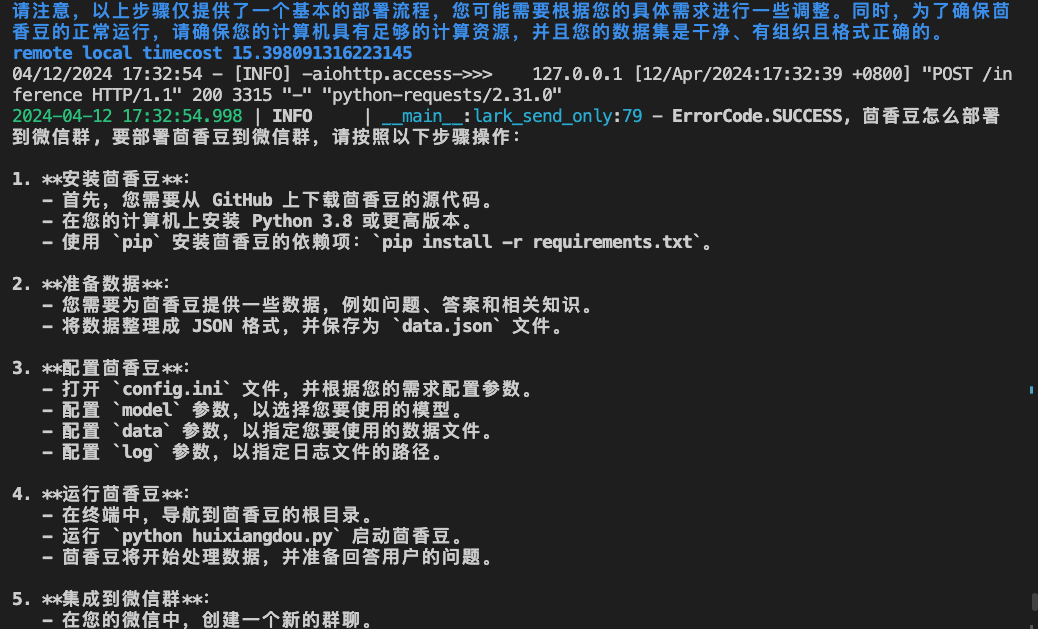 请注意，以上步骤仅提供了一个基本的部署流程，您可能需要根据您的具体需求进行一些调整。同时，为了确保茴
香豆的正常运行，请确保您的计算机具有足够的计算资源，并且您的数据集是干净、有组织且格式正确的。
remote local timecost 15.398091316223145
04/12/2024 17:32:54 - [INFO] -aiohttp.access->>>    127.0.0.1 [12/Apr/2024:17:32:39 +0800] "POST /in
ference HTTP/1.1" 200 3315 "-" "python-requests/2.31.0"
2024-04-12 17:32:54.998 | INFO     | __main__:lark_send_only:79 - ErrorCode.SUCCESS, 茴香豆怎么部署
到微信群，要部署茴香豆到微信群，请按照以下步骤操作：
1. **安装茴香豆**：
- 首先，您需要从 GitHub 上下载茴香豆的源代码。
- 在您的计算机上安装 Python 3.8 或更高版本。
- 使用 `pip` 安装茴香豆的依赖项：`pip install -r requirements.txt`。
2. **准备数据**：
- 您需要为茴香豆提供一些数据，例如问题、答案和相关知识。
- 将数据整理成 JSON 格式，并保存为 `data.json` 文件。
3. **配置茴香豆**：
- 打开 `config.ini` 文件，并根据您的需求配置参数。
- 配置 `model` 参数，以选择您要使用的模型。
- 配置 `data` 参数，以指定您要使用的数据文件。
- 配置 `log` 参数，以指定日志文件的路径。
4. **运行茴香豆**：
- 在终端中，导航到茴香豆的根目录。
- 运行 `python huixiangdou.py` 启动茴香豆。
- 茴香豆将开始处理数据，并准备回答用户的问题。
5. **集成到微信群**：
- 在您的微信中，创建一个新的群聊。